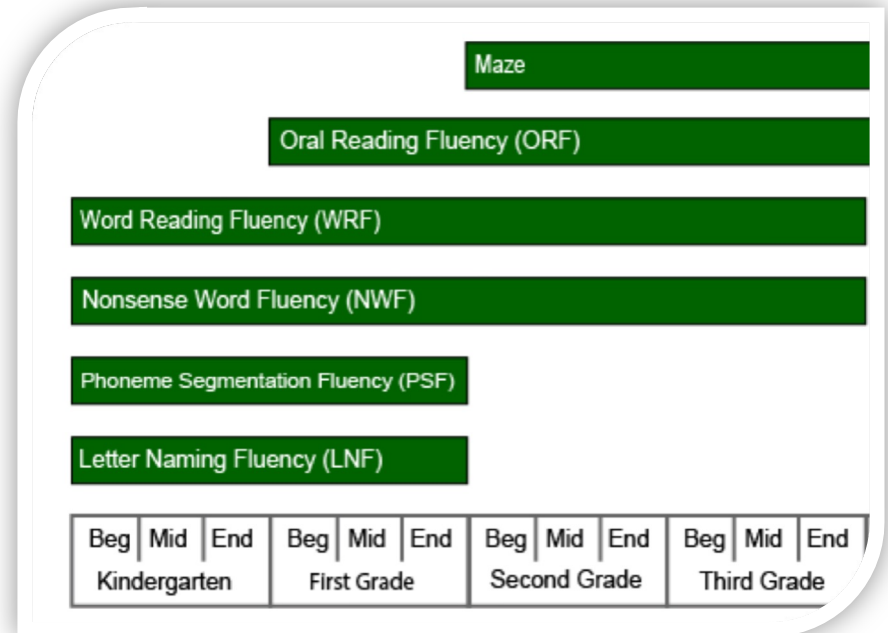 Maze
Oral Reading Fluency (ORF)
Word Reading Fluency (WRF)
Nonsense Word Fluency (NWF)
Phoneme Segmentation Fluency (PSF)
Letter Naming Fluency (LNF)
Beg Mid End Beg Mid End Beg Mid End Beg Mid End
Kindergarten First Grade Second Grade Third Grade